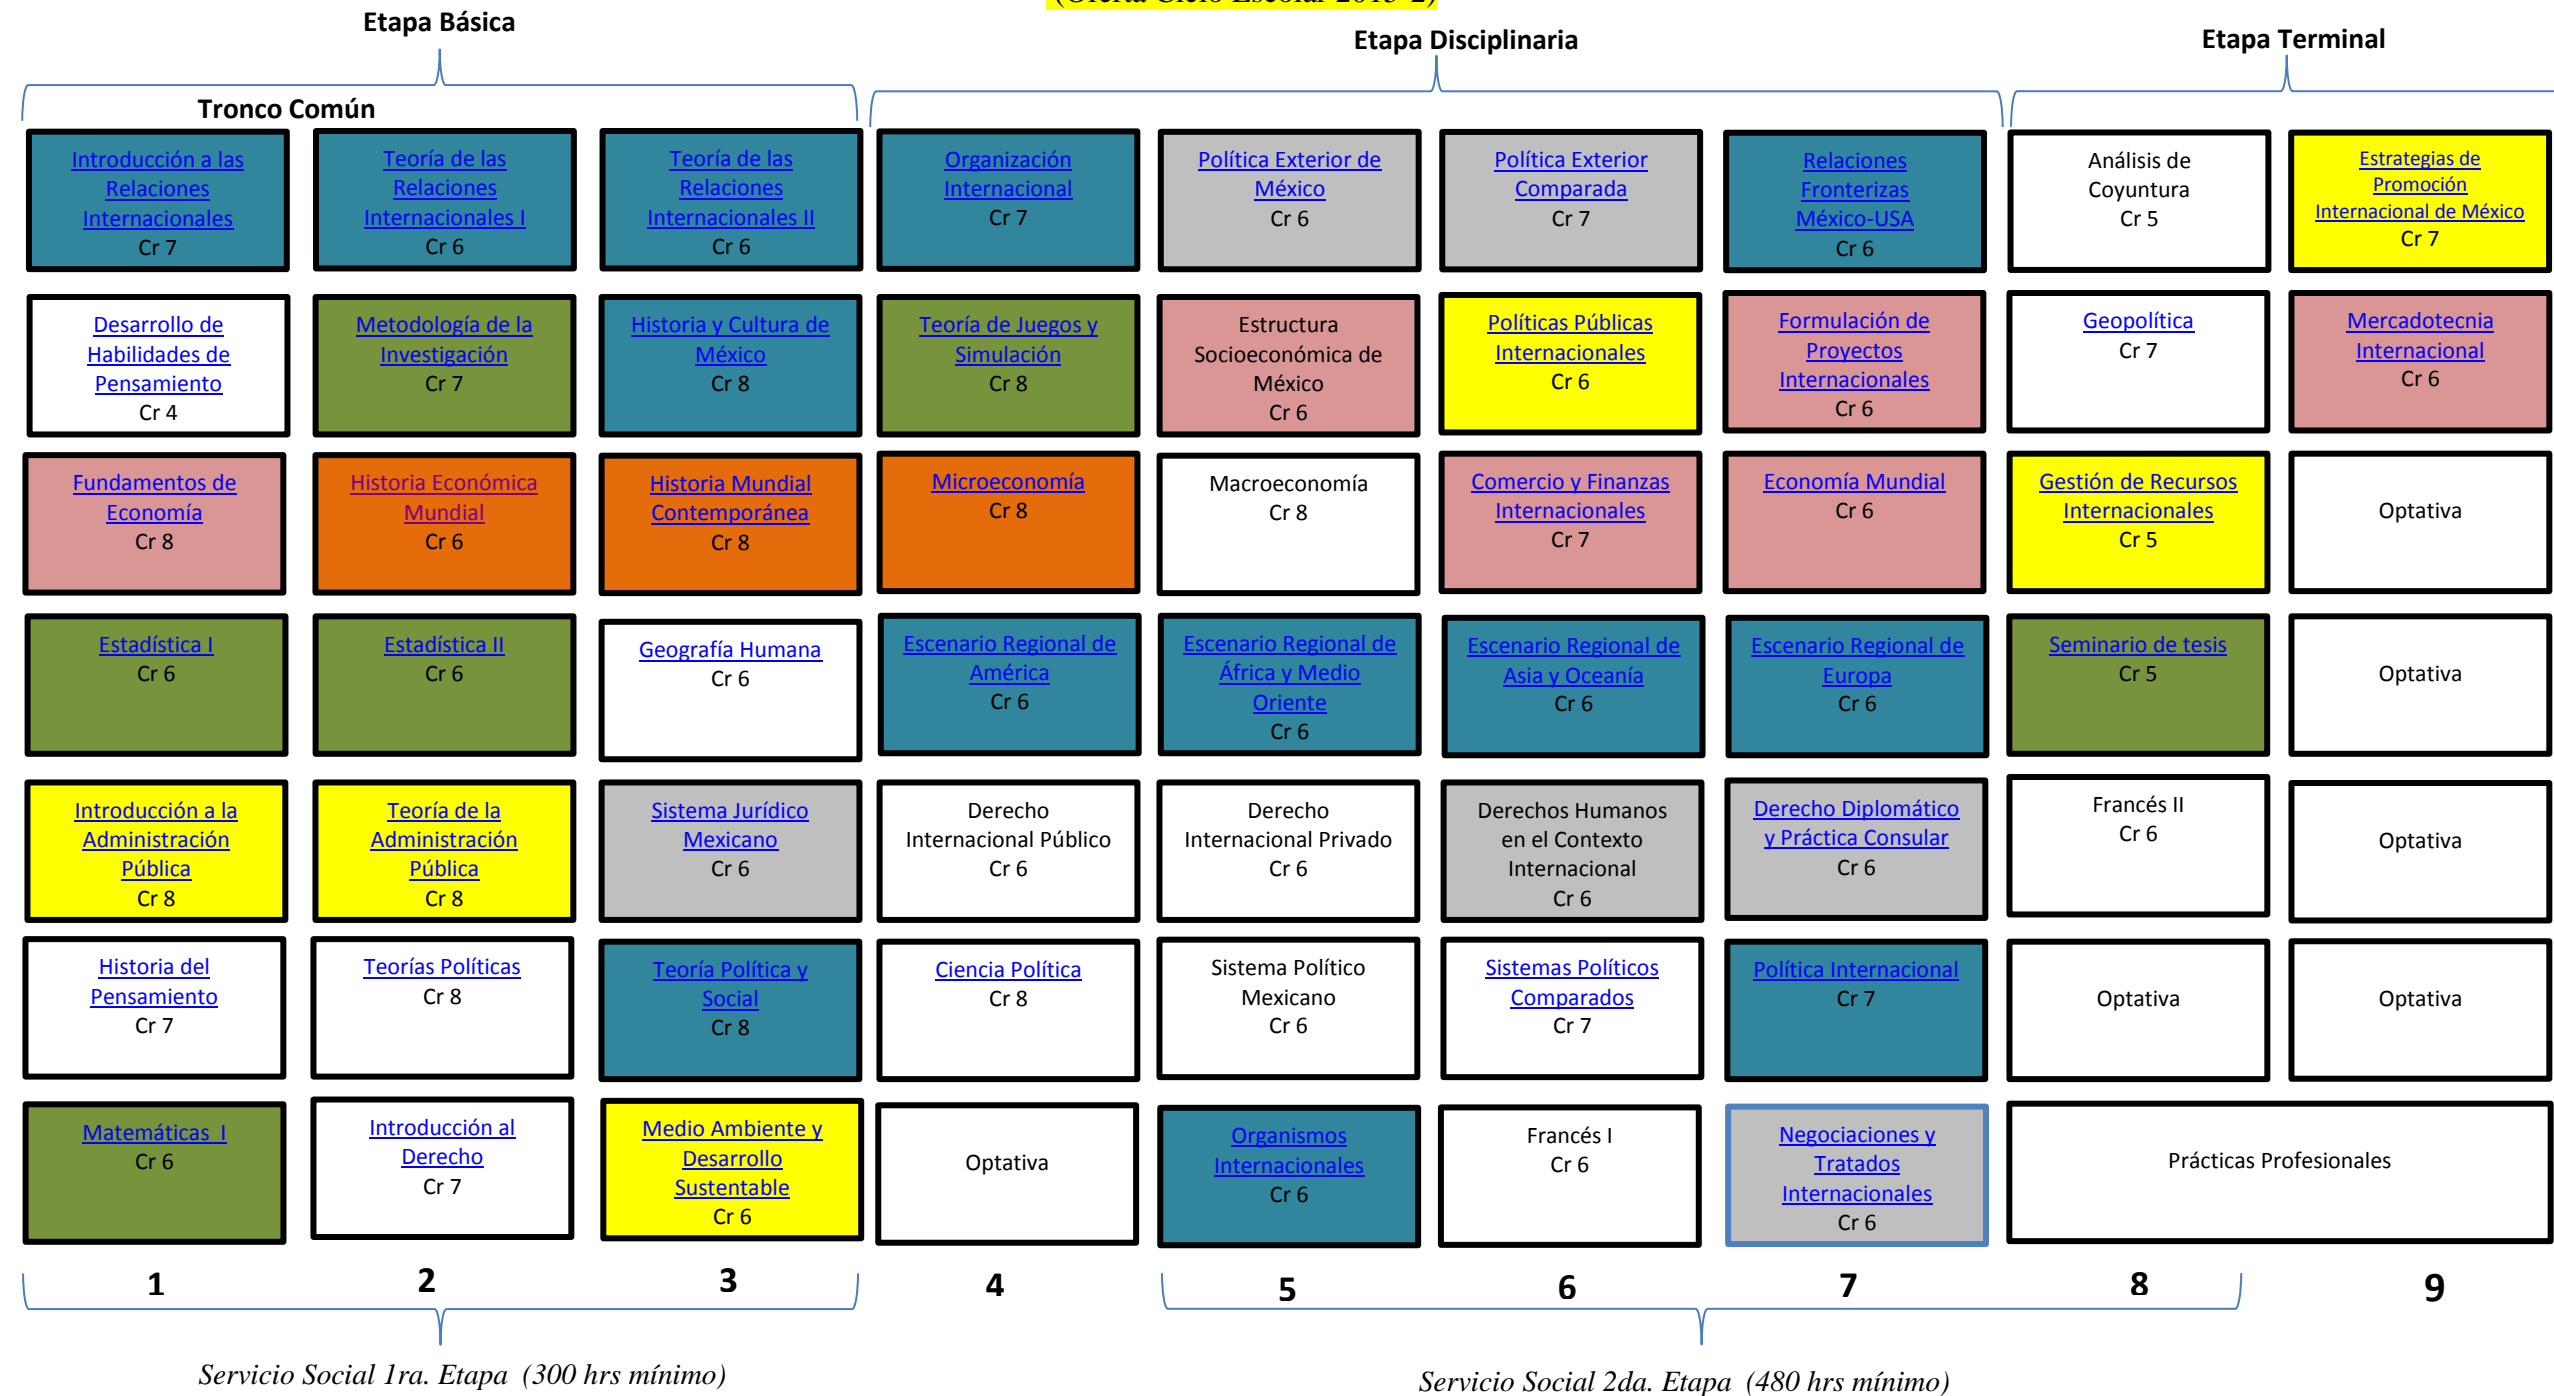 (Oferta Ciclo Escolar 2015-2)
Etapa Básica
Etapa Disciplinaria
Etapa Terminal
Tronco Común
Introducción a las
Relaciones
Internacionales
Cr 7
Teoría de las
Relaciones
Internacionales I
Cr 6
Teoría de las
Relaciones
Internacionales II
Cr 6
Organización
Internacional
Cr 7
Política Exterior de
México
Cr 6
Política Exterior
Comparada
Cr 7
Relaciones
Fronterizas
México-USA
Cr 6
Análisis de
Coyuntura
Cr 5
Estrategias de
Promoción
Internacional de México
Cr 7
Desarrollo de
Habilidades de
Pensamiento
Cr 4
Metodología de la
Investigación
Cr 7
Historia y Cultura de
México
Cr 8
Teoría de Juegos y
Simulación
Cr 8
Estructura
Socioeconómica de
México
Cr 6
Políticas Públicas
Internacionales
Cr 6
Formulación de
Proyectos
Internacionales
Cr 6
Geopolítica
Cr 7
Mercadotecnia
Internacional
Cr 6
Fundamentos de
Economía
Cr 8
Historia Económica
Mundial
Cr 6
Historia Mundial
Contemporánea
Cr 8
Microeconomía
Cr 8
Macroeconomía
Cr 8
Comercio y Finanzas
Internacionales
Cr 7
Economía Mundial
Cr 6
Gestión de Recursos
Internacionales
Cr 5
Optativa
Estadística I
Cr 6
Estadística II
Cr 6
Geografía Humana
Cr 6
Escenario Regional de
América
Cr 6
Escenario Regional de
África y Medio
Oriente
Cr 6
Escenario Regional de
Asia y Oceanía
Cr 6
Escenario Regional de
Europa
Cr 6
Seminario de tesis
Cr 5
Optativa
Introducción a la
Administración
Pública
Cr 8
Teoría de la
Administración
Pública
Cr 8
Sistema Jurídico
Mexicano
Cr 6
Derecho
Internacional Público
Cr 6
Derecho
Internacional Privado
Cr 6
Derechos Humanos
en el Contexto
Internacional
Cr 6
Derecho Diplomático
y Práctica Consular
Cr 6
Francés II
Cr 6
Optativa
Historia del
Pensamiento
Cr 7
Teorías Políticas
Cr 8
Teoría Política y
Social
Cr 8
Ciencia Política
Cr 8
Sistema Político
Mexicano
Cr 6
Sistemas Políticos
Comparados
Cr 7
Política Internacional
Cr 7
Optativa
Optativa
Matemáticas I
Cr 6
Introducción al
Derecho
Cr 7
Medio Ambiente y
Desarrollo
Sustentable
Cr 6
Optativa
Organismos
Internacionales
Cr 6
Francés I
Cr 6
Negociaciones y
Tratados
Internacionales
Cr 6
Prácticas Profesionales
1 2 3 4 5 6 7 8 9
Servicio Social 1ra. Etapa (300 hrs mínimo)
Servicio Social 2da. Etapa (480 hrs mínimo)